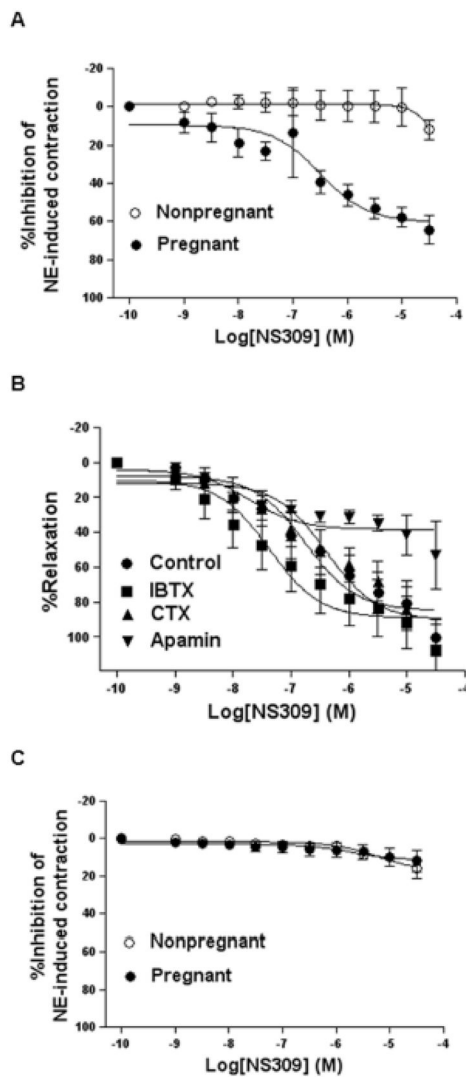 A
-20
0
20
40
60
80
100
%Inhibition of
NE-induced contraction
Nonpregnant
Pregnant
-10 -9 -8 -7 -6 -5 -4
Log[NS309] (M)
B
-20
0
20
40
60
80
100
%Relaxation
Control
IBTX
CTX
Apamin
-10 -9 -8 -7 -6 -5 -4
Log[NS309] (M)
C
-20
0
20
40
60
80
100
%Inhibition of
NE-induced contraction
Nonpregnant
Pregnant
-10 -9 -8 -7 -6 -5 -4
Log[NS309] (M)